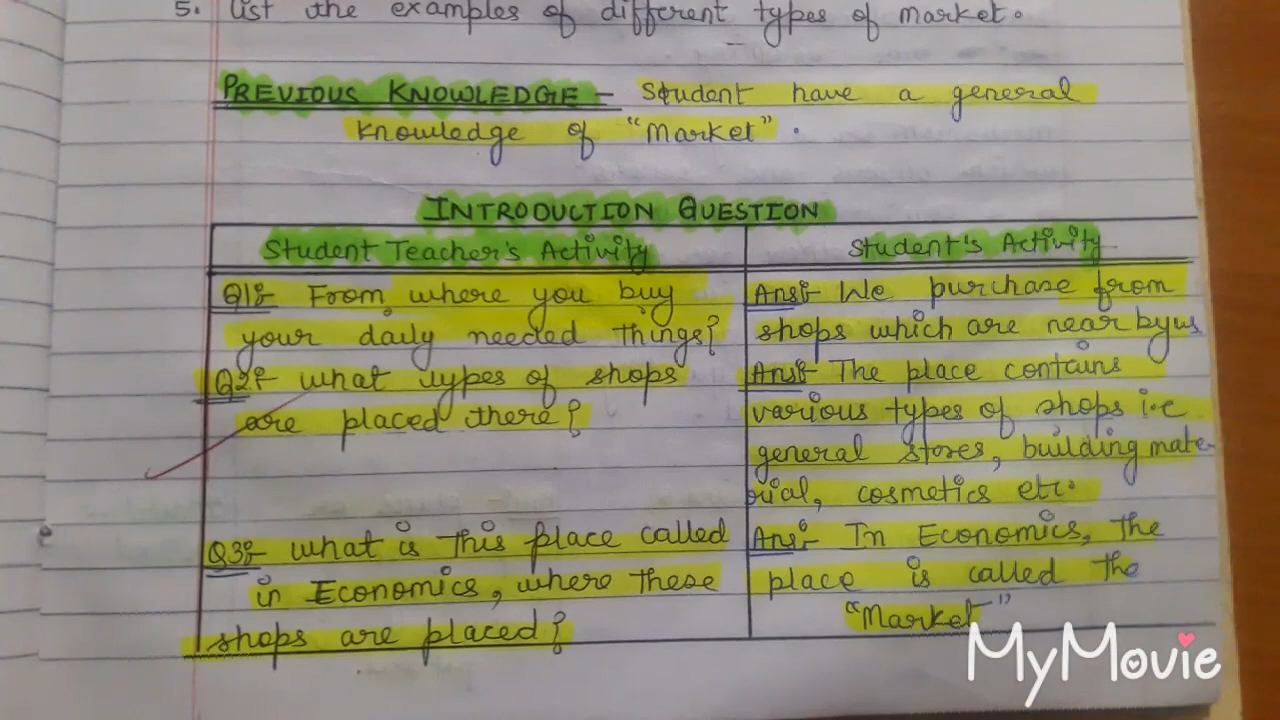 5. List the examples of different types of market.
PREVIOUS KNOWLEDGE - Student have a general
knowledge of "Market".
INTRODUCTION QUESTION
Student Teacher's Activity
Student's Activity
Q1:- From where you buy
your daily needed things?
Ans:- We purchase from
shops which are near by us
Q2:- what types of shops
are placed there?
Ans:- The place contains
various types of shops i.e
general stores, building mate-
rial, cosmetics etc.
Q3:- what is this place called
in Economics, where these
shops are placed?
Ans:- In Economics, the
place is called the
"Market"
MyMovie